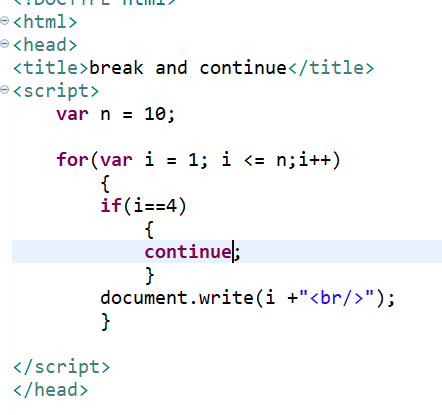 <!DOCTYPE html>
<html>
<head>
<title>break and continue</title>
<script>
var n = 10;
for(var i = 1; i <= n;i++)
{
if(i==4)
{
continue;
}
document.write(i +"<br/>");
}
</script>
</head>